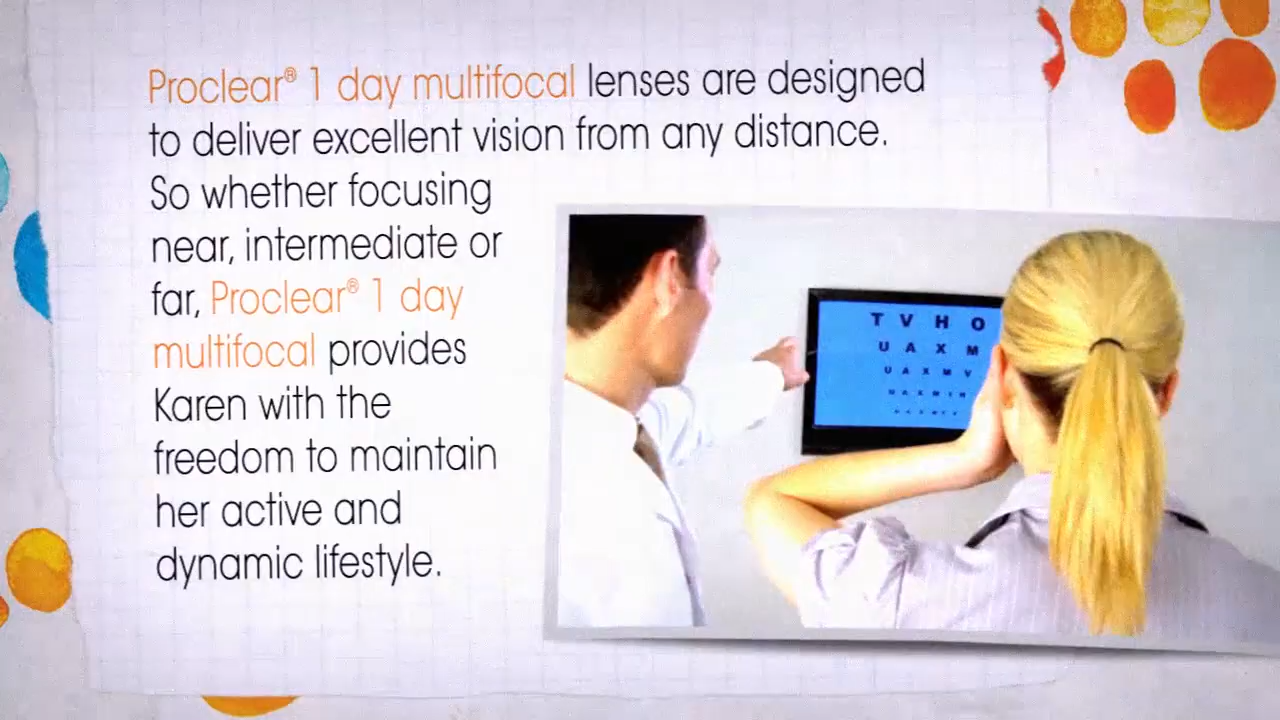 Proclear® 1 day multifocal lenses are designed
to deliver excellent vision from any distance.
So whether focusing
near, intermediate or
far, Proclear® 1 day
multifocal provides
Karen with the
freedom to maintain
her active and
dynamic lifestyle.
T V H O
U A X M
U A X M V